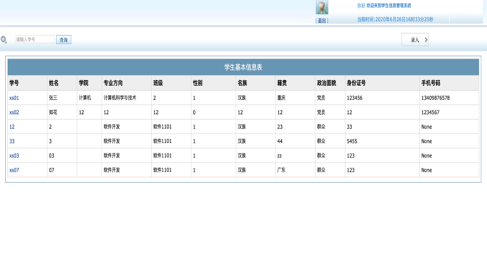 你好 欢迎来到学生信息管理系统
返回 当前时间:2020年6月26日16时33分25秒
请输入学号 查询 录入
学生基本信息表
学号 姓名 学院 专业方向 班级 性别 名族 籍贯 政治面貌 身份证号 手机号码
xs01 张三 计算机 计算机科学与技术 2 1 汉族 重庆 党员 123456 13409876578
xs02 如花 12 12 12 0 12 12 党员 12 1234567
12 2 软件开发 软件1101 1 汉族 23 群众 33 None
33 3 软件开发 软件1101 1 汉族 44 群众 5455 None
xs03 03 软件开发 软件1101 1 汉族 zz 群众 123 None
xs07 07 软件开发 软件1101 1 汉族 广东 群众 123 None